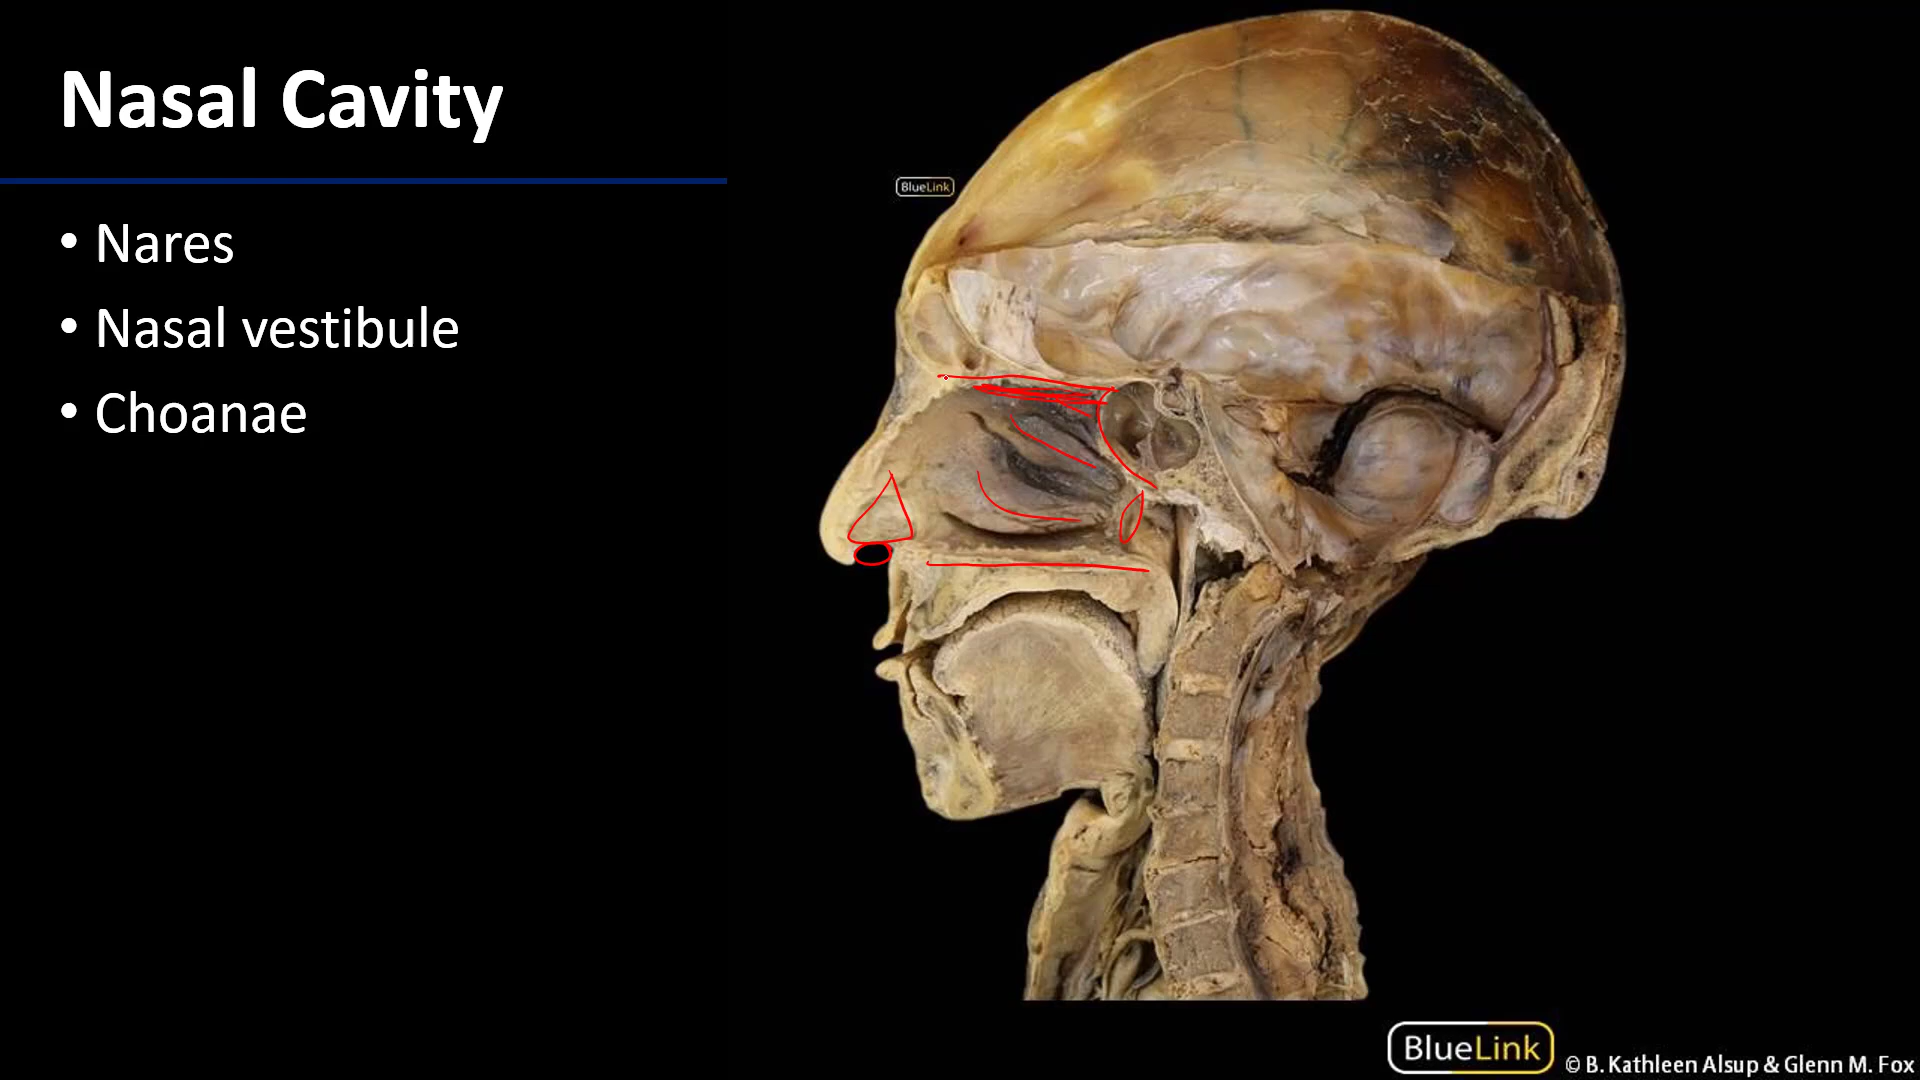 Nasal Cavity
BlueLink
• Nares
• Nasal vestibule
• Choanae
BlueLink
© B. Kathleen Alsup & Glenn M. Fox